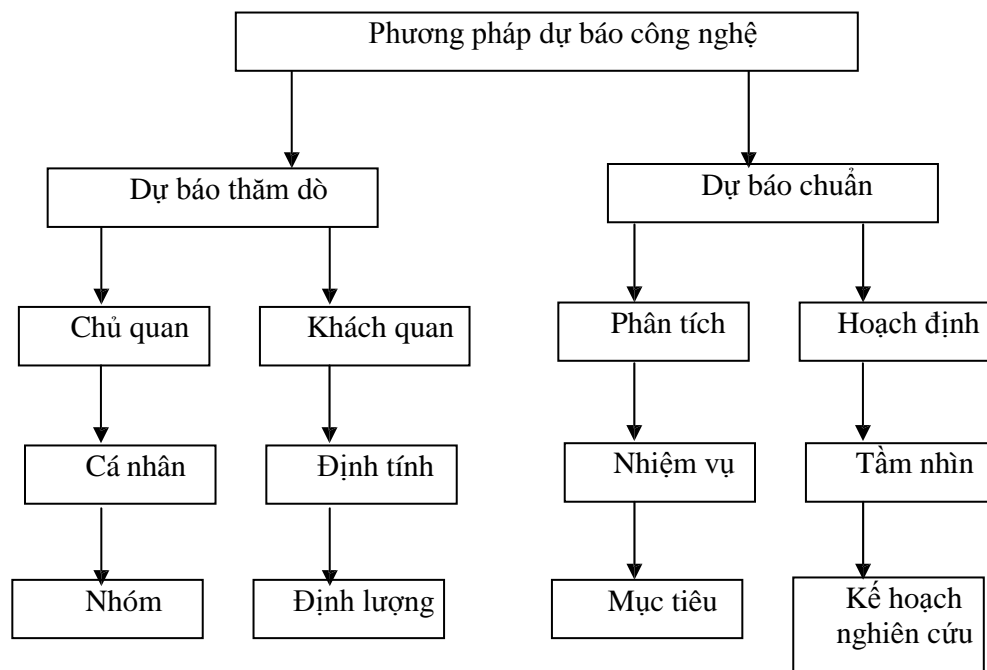 Phương pháp dự báo công nghệ
Dự báo thăm dò
Dự báo chuẩn
Chủ quan
Khách quan
Phân tích
Hoạch định
Cá nhân
Định tính
Nhiệm vụ
Tầm nhìn
Nhóm
Định lượng
Mục tiêu
Kế hoạch
nghiên cứu